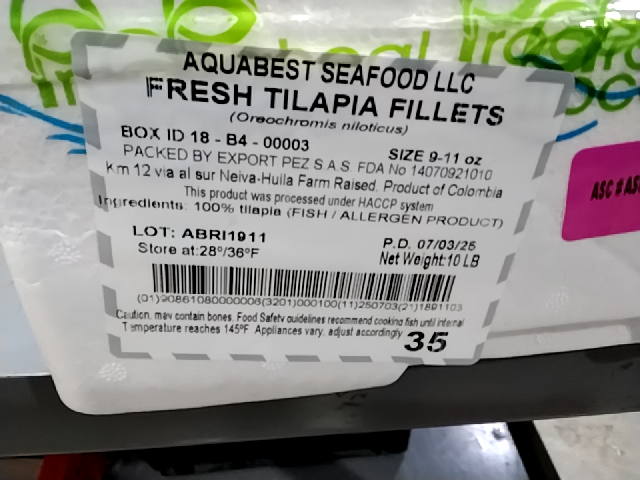 AQUABEST SEAFOOD LLC
FRESH TILAPIA FILLETS
(Oreochromis niloticus)
BOX ID 18 - B4 - 00003
SIZE 9-11 oz
PACKED BY EXPORT PEZ S.A.S. FDA No 14070921010
Km 12 via al sur Neiva-Huila Farm Raised. Product of Colombia
This product was processed under HACCP system
Ingredients: 100% tilapia (FISH / ALLERGEN PRODUCT)
LOT: ABRI1911
P.D. 07/03/25
Store at:28º/36ºF
Net Weight:10 LB
(01)90861080000008(3201)000100(11)250703(21)1891103
Caution, may contain bones. Food Safety guidelines recommend cooking fish until internal
Temperature reaches 145ºF. Appliances vary, adjust accordingly
35
ASC #